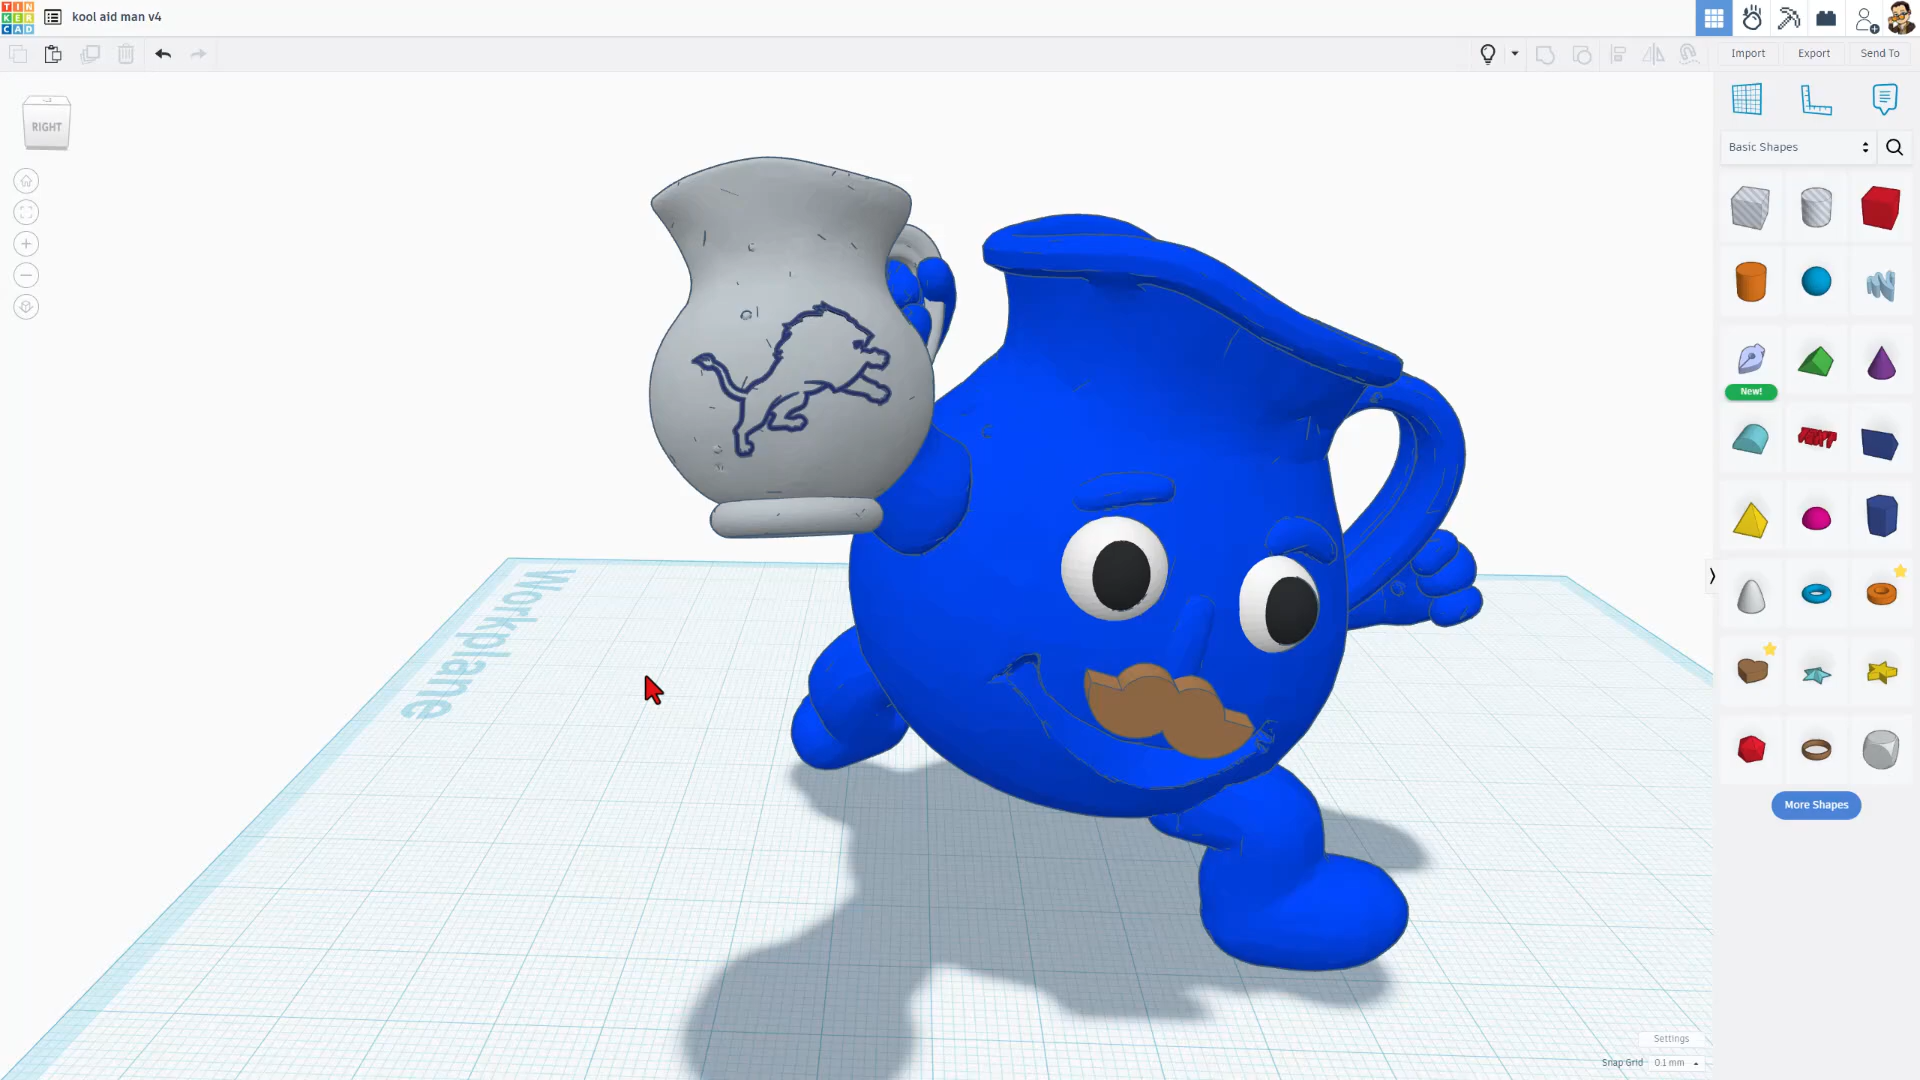 TIN
KER
CAD
kool aid man v4
Import
Export
Send To
RIGHT
Basic Shapes
New!
TEXT
Workplane
More Shapes
Settings
Snap Grid 0.1 mm